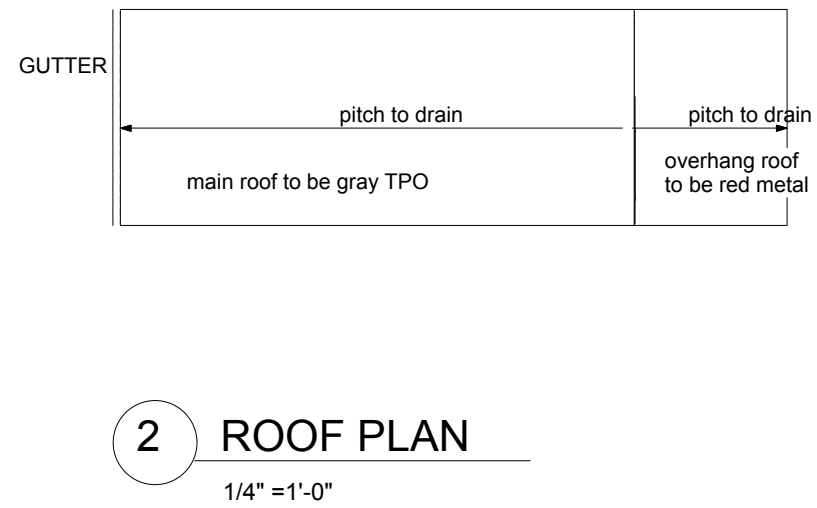 GUTTER
pitch to drain
pitch to drain
main roof to be gray TPO
overhang roof
to be red metal
2
ROOF PLAN
1/4" =1'-0"